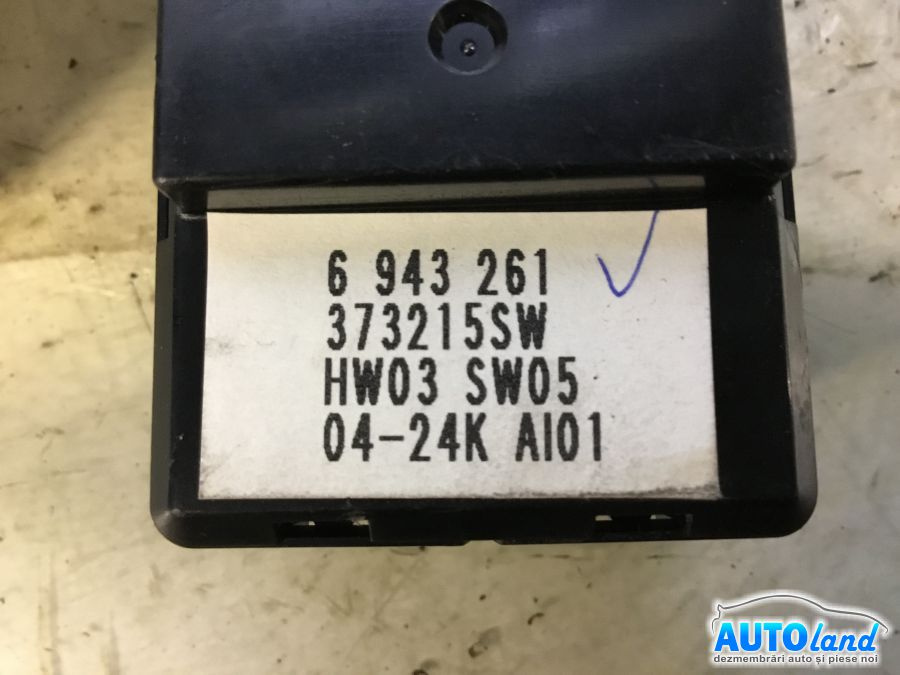 6 943 261
373215SW
HW03 SW05
04-24K AI01
AUTOland
dezmembrări auto și piese noi